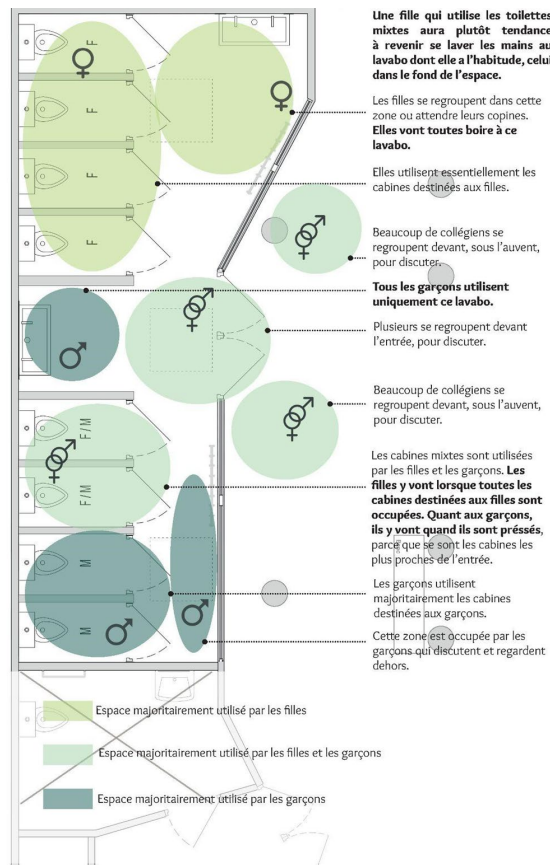 Une fille qui utilise les toilettes
mixtes aura plutôt tendance
à revenir se laver les mains au
lavabo dont elle a l'habitude, celui
dans le fond de l'espace.
Les filles se regroupent dans cette
zone ou attendre leurs copines.
Elles vont toutes boire à ce
lavabo.
Elles utilisent essentiellement les
cabines destinées aux filles.
Beaucoup de collégiens se
regroupent devant, sous l'auvent,
pour discuter.
Tous les garçons utilisent
uniquement ce lavabo.
Plusieurs se regroupent devant
l'entrée, pour discuter.
Beaucoup de collégiens se
regroupent devant, sous l'auvent,
pour discuter.
Les cabines mixtes sont utilisées
par les filles et les garçons. Les
filles y vont lorsque toutes les
cabines destinées aux filles sont
occupées. Quant aux garçons,
ils y vont quand ils sont préssés,
parce que se sont les cabines les
plus proches de l'entrée.
Les garçons utilisent
majoritairement les cabines
destinées aux garçons.
Cette zone est occupée par les
garçons qui discutent et regardent
dehors.
F
F
F
F
F/M
F/M
M
M
Espace majoritairement utilisé par les filles
Espace majoritairement utilisé par les filles et les garçons
Espace majoritairement utilisé par les garçons